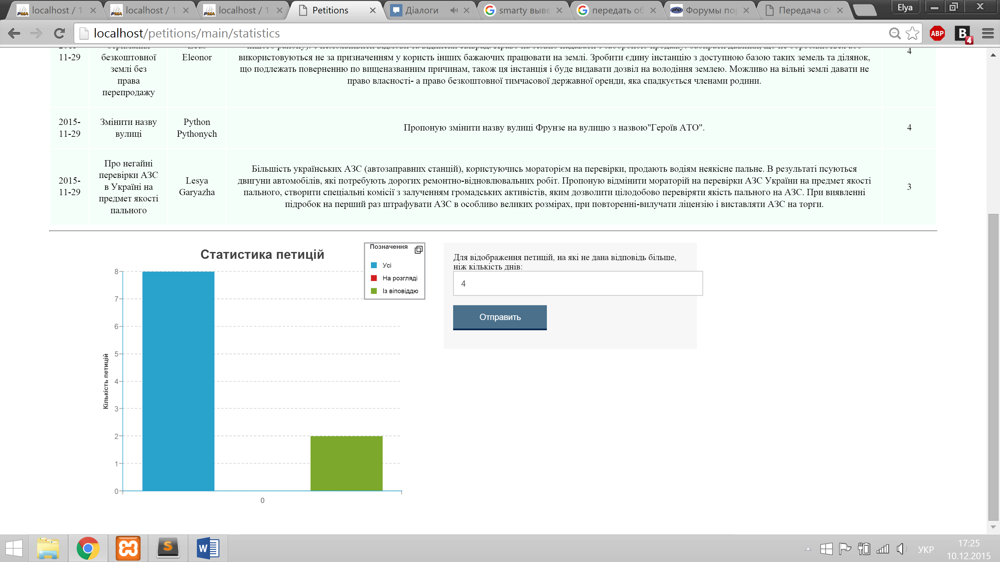 localhost / 1
localhost / 1
localhost / 1
Petitions
Діалоги
smarty выве
передать об
php
Форумы пор
Передача об
Elya
localhost/petitions/main/statistics
ABP
B
4
11-29
безкоштовної
землі без
права
перепродажу
Eleonor
використовуються не за призначенням у користь інших бажаючих працювати на землі. Зробити єдину інстанцію з доступною базою таких земель та ділянок,
що подлежать поверненню по вищеназванним причинам, також ця інстанція і буде видавати дозвіл на володіння землею. Можливо на вільні землі давати не
право власності- а право безкоштовної тимчасової державної оренди, яка спадкується членами родини.
4
2015-
11-29
Змінити назву
вулиці
Python
Pythonych
Пропоную змінити назву вулиці Фрунзе на вулицю з назвою"Героїв АТО".
4
2015-
11-29
Про негайні
перевірки АЗС
в Україні на
предмет якості
пального
Lesya
Garyazha
Більшість українських АЗС (автозаправних станцій), користуючись мораторієм на перевірки, продають водіям неякісне пальне. В результаті псуються
двигуни автомобілів, які потребують дорогих ремонтно-відновлювальних робіт. Пропоную відмінити мораторій на перевірки АЗС України на предмет якості
пального, створити спеціальні комісії з залученням громадських активістів, яким дозволити цілодобово перевіряти якість пального на АЗС. При виявленні
підробок на перший раз штрафувати АЗС в особливо великих розмірах, при повторенні-вилучати ліцензію і виставляти АЗС на торги.
3
Статистика петицій
Позначення
Усі
На розгляді
Із віповіддю
8
7
6
5
4
3
2
1
0
Кількість петицій
0
Для відображення петицій, на які не дана відповідь більше,
ніж кількість днів:
4
Отправить
УКР
17:25
10.12.2015